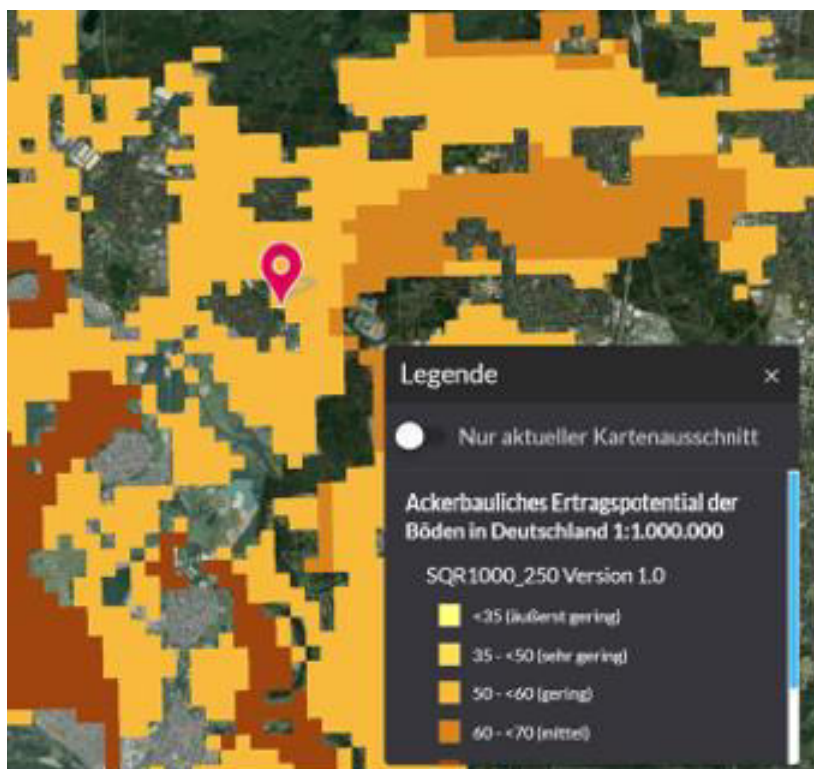 Legende
×
Nur aktueller Kartenausschnitt
Ackerbauliches Ertragspotential der
Böden in Deutschland 1:1.000.000
SQR1000_250 Version 1.0
<35 (äußerst gering)
35 - <50 (sehr gering)
50 - <60 (gering)
60 - <70 (mittel)